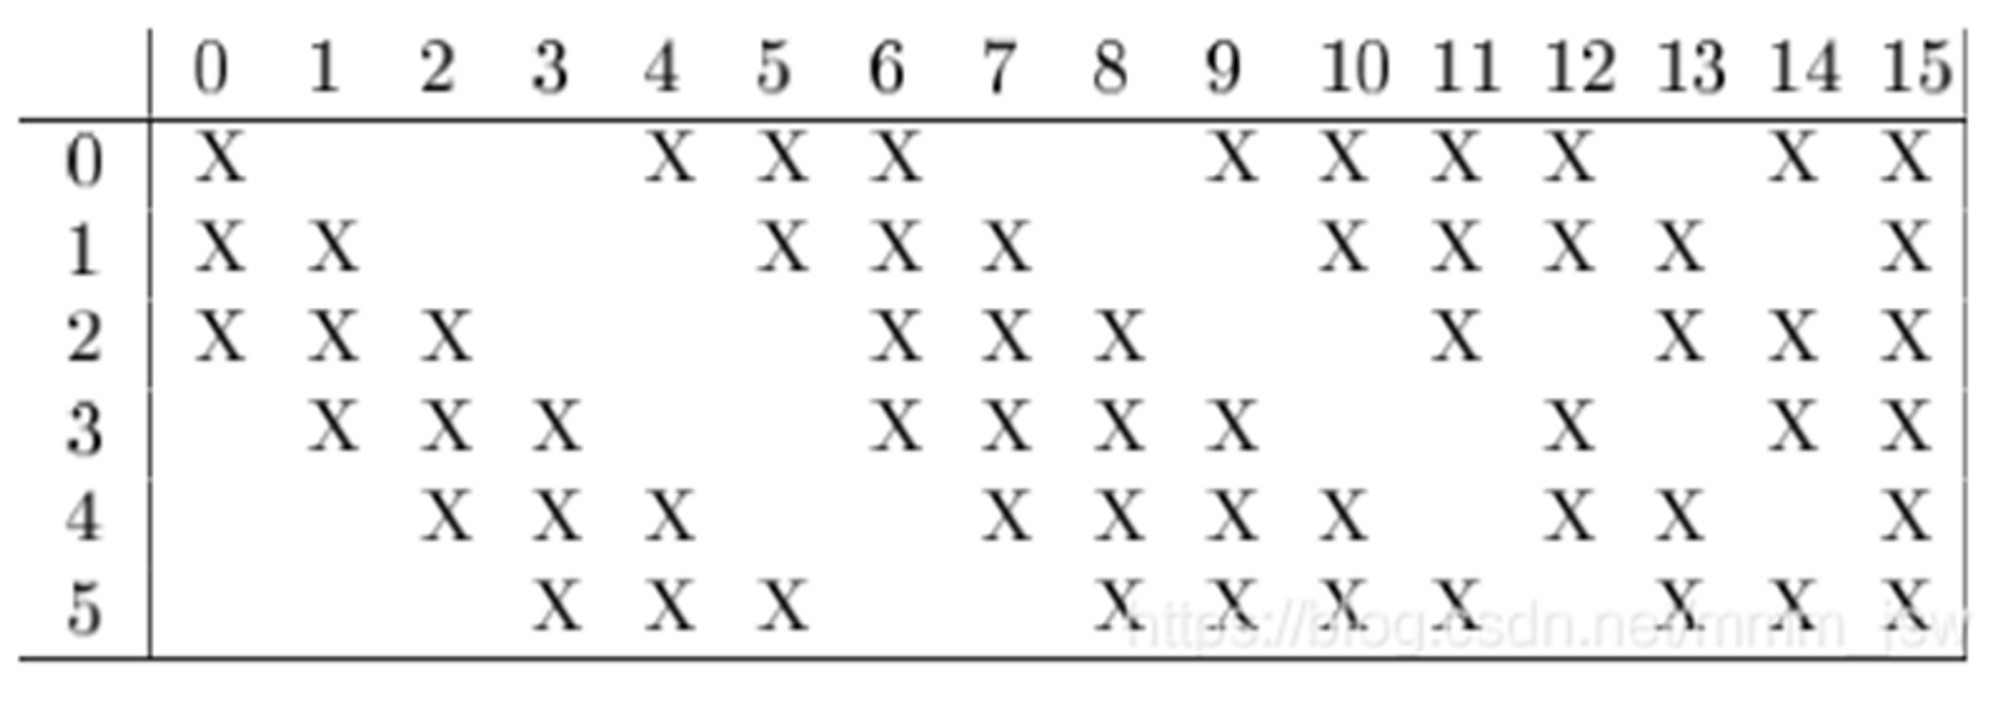 0 1 2 3 4 5 6 7 8 9 10 11 12 13 14 15
0 X X X X X X X X X X
1 X X X X X X X X X X
2 X X X X X X X X X X
3 X X X X X X X X X X
4 X X X X X X X X X X
5 X X X X X X X X X X
https://blog.csdn.net/mmm_jsw